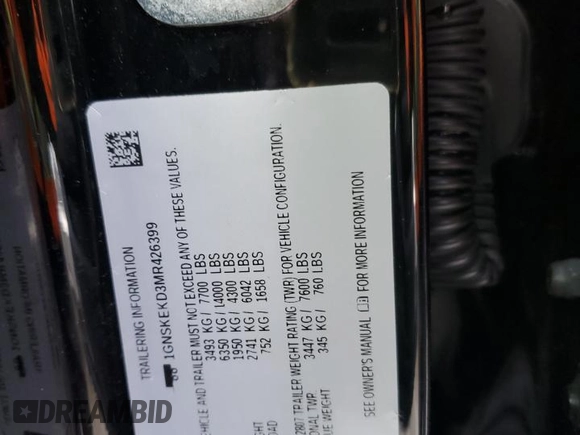 TRAILERING INFORMATION
1GNSKEKD3MR426399
VEHICLE AND TRAILER MUST NOT EXCEED ANY OF THESE VALUES.
3493 KG / 7700 LBS
6350 KG / 14000 LBS
1950 KG / 4300 LBS
2741 KG / 6042 LBS
752 KG / 1658 LBS
J2807 TRAILER WEIGHT RATING (TWR) FOR VEHICLE CONFIGURATION.
3447 KG / 7600 LBS
345 KG / 760 LBS
SEE OWNER'S MANUAL FOR MORE INFORMATION
© DREAMBID